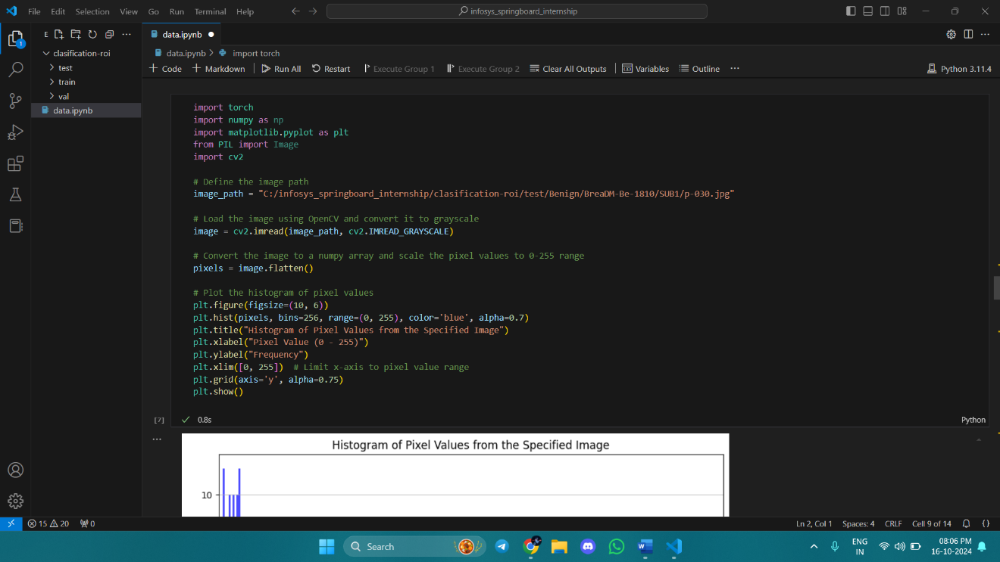 File Edit Selection View Go Run Terminal Help
infosys_springboard_internship
E
data.ipynb
clasification-roi
test
train
val
data.ipynb
1
data.ipynb > import torch
Code Markdown Run All Restart Execute Group 1 Execute Group 2 Clear All Outputs Variables Outline
Python 3.11.4
import torch
import numpy as np
import matplotlib.pyplot as plt
from PIL import Image
import cv2
# Define the image path
image_path = "C:/infosys_springboard_internship/clasification-roi/test/Benign/BreaDM-Be-1810/SUB1/p-030.jpg"
# Load the image using OpenCV and convert it to grayscale
image = cv2.imread(image_path, cv2.IMREAD_GRAYSCALE)
# Convert the image to a numpy array and scale the pixel values to 0-255 range
pixels = image.flatten()
# Plot the histogram of pixel values
plt.figure(figsize=(10, 6))
plt.hist(pixels, bins=256, range=(0, 255), color='blue', alpha=0.7)
plt.title("Histogram of Pixel Values from the Specified Image")
plt.xlabel("Pixel Value (0 - 255)")
plt.ylabel("Frequency")
plt.xlim([0, 255])  # Limit x-axis to pixel value range
plt.grid(axis='y', alpha=0.75)
plt.show()
[7]
0.8s
Python
Histogram of Pixel Values from the Specified Image
10
15 20 0
Ln 2, Col 1 Spaces: 4 CRLF Cell 9 of 14 {}
Search
ENG
IN
08:06 PM
16-10-2024